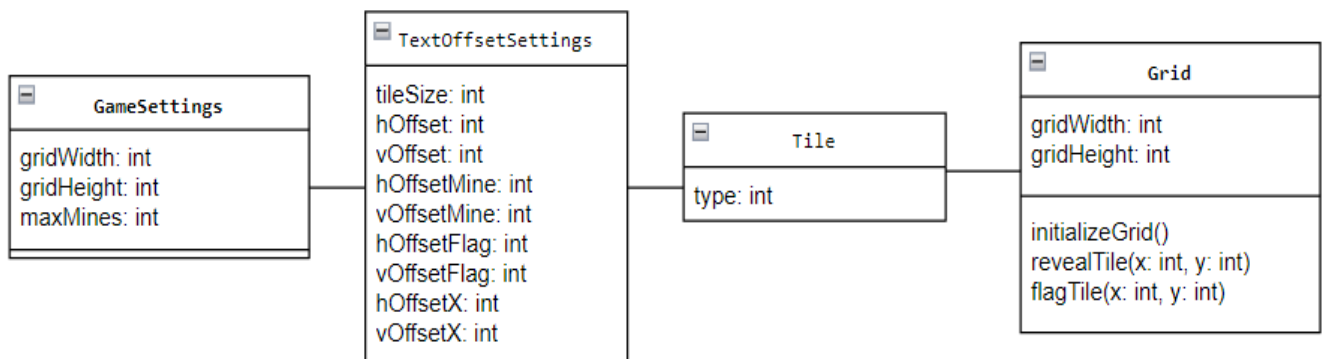 GameSettings
gridWidth: int
gridHeight: int
maxMines: int
TextOffsetSettings
tileSize: int
hOffset: int
vOffset: int
hOffsetMine: int
vOffsetMine: int
hOffsetFlag: int
vOffsetFlag: int
hOffsetX: int
vOffsetX: int
Tile
type: int
Grid
gridWidth: int
gridHeight: int
initializeGrid()
revealTile(x: int, y: int)
flagTile(x: int, y: int)